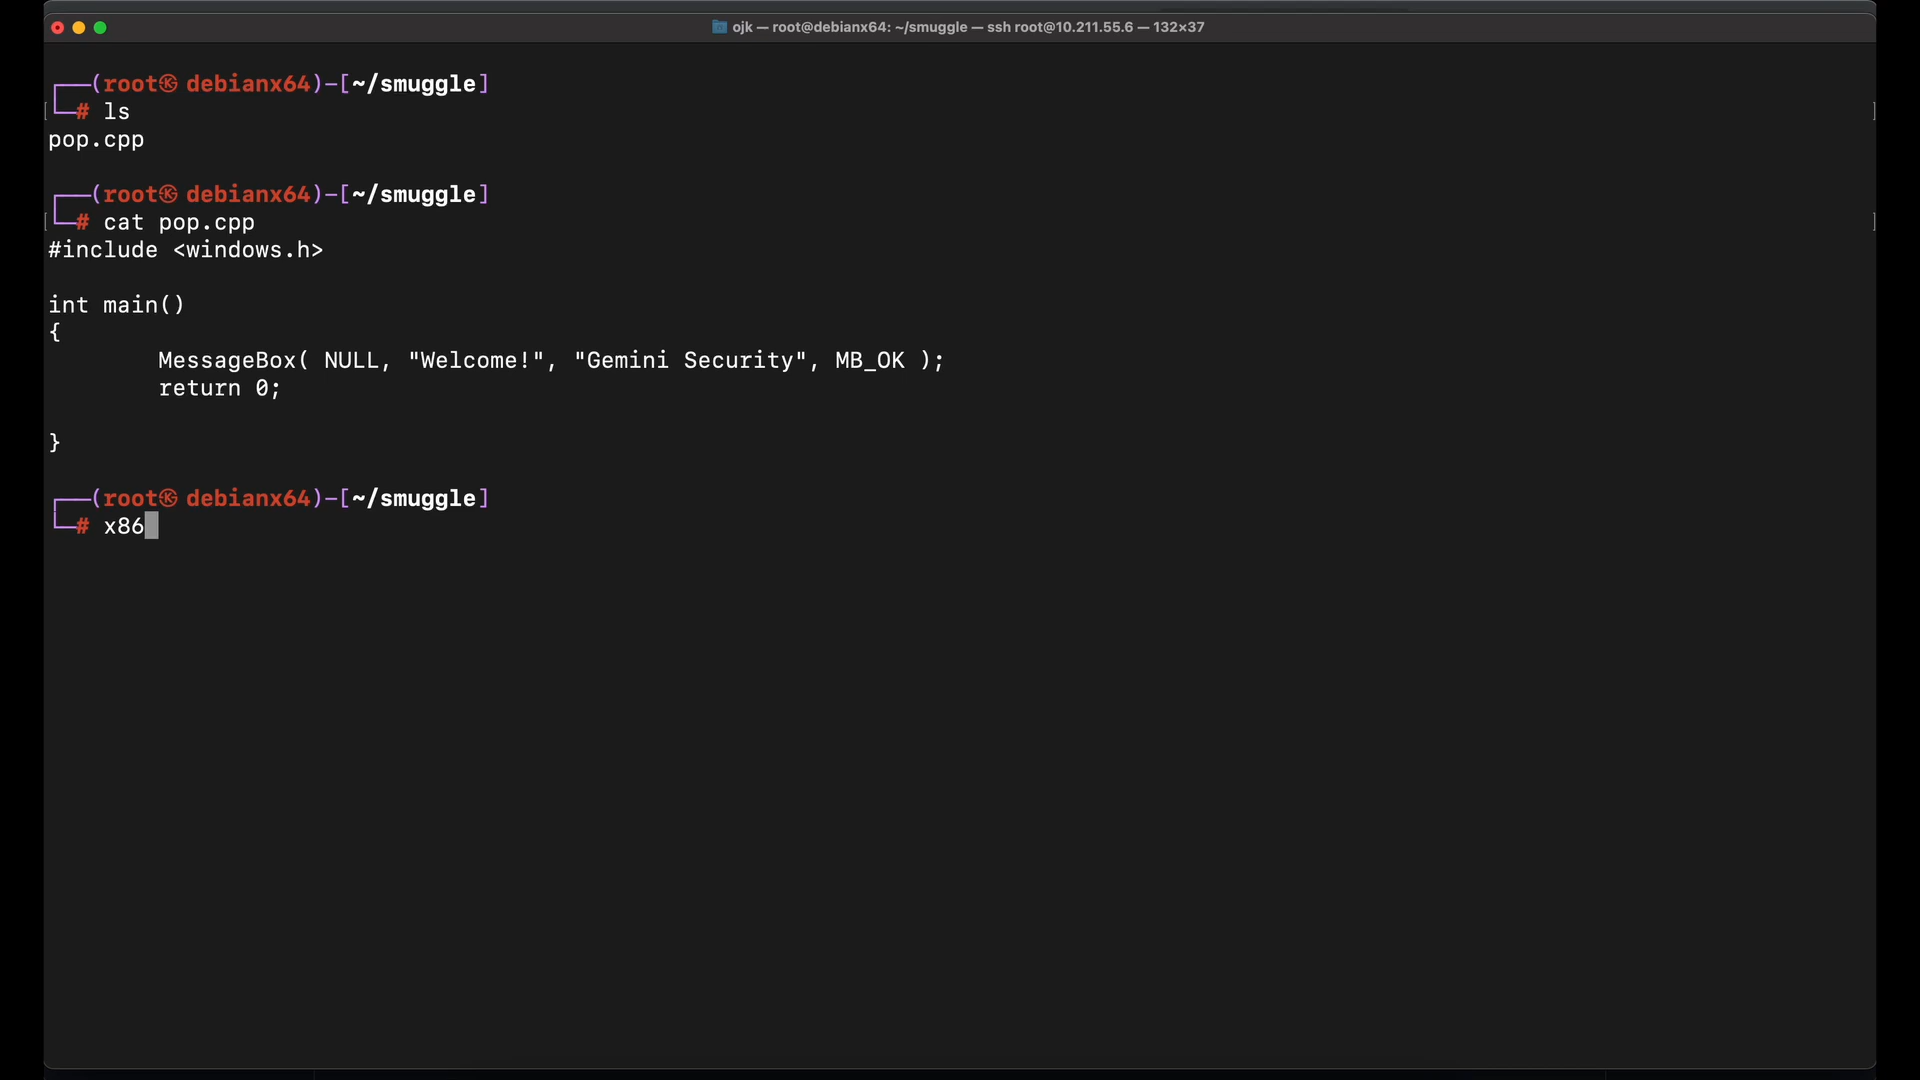 ojk — root@debianx64: ~/smuggle — ssh root@10.211.55.6 — 132×37
┌──(root㉿ debianx64)-[~/smuggle]
└─# ls
pop.cpp
┌──(root㉿ debianx64)-[~/smuggle]
└─# cat pop.cpp
#include <windows.h>
int main()
{
MessageBox( NULL, "Welcome!", "Gemini Security", MB_OK );
return 0;
}
┌──(root㉿ debianx64)-[~/smuggle]
└─# x86